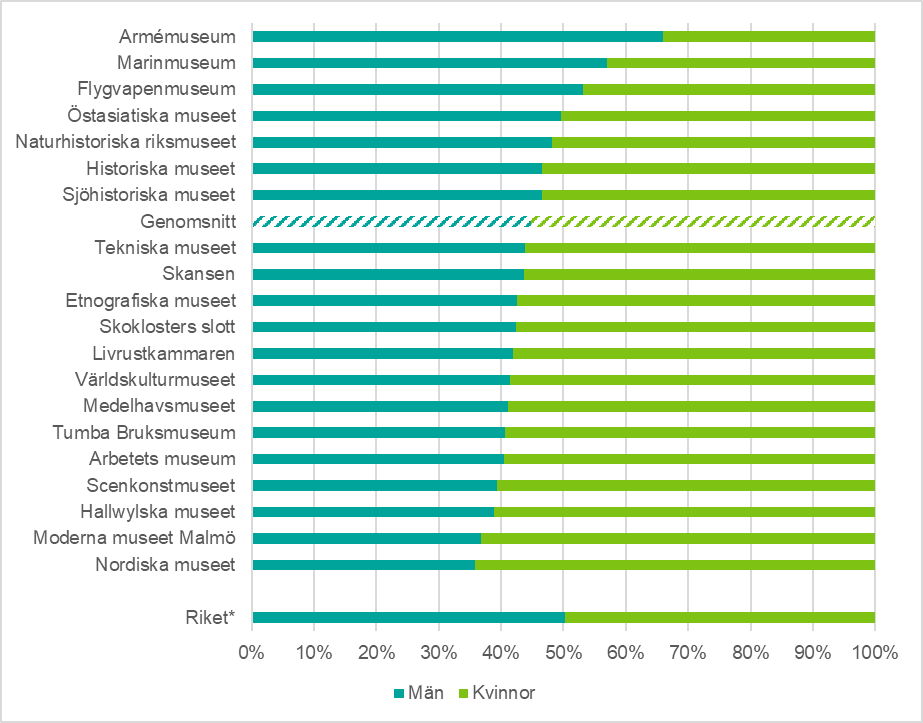 Armémuseum
Marinmuseum
Flygvapenmuseum
Östasiatiska museet
Naturhistoriska riksmuseet
Historiska museet
Sjöhistoriska museet
Genomsnitt
Tekniska museet
Skansen
Etnografiska museet
Skoklosters slott
Livrustkammaren
Världskulturmuseet
Medelhavsmuseet
Tumba Bruksmuseum
Arbetets museum
Scenkonstmuseet
Hallwylska museet
Moderna museet Malmö
Nordiska museet
Riket*
0% 10% 20% 30% 40% 50% 60% 70% 80% 90% 100%
Män Kvinnor